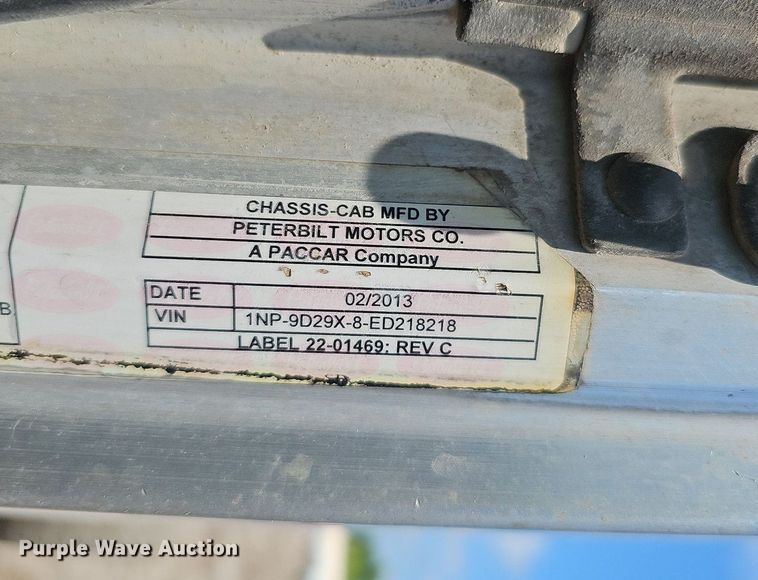 CHASSIS-CAB MFD BY
PETERBILT MOTORS CO.
A PACCAR Company
DATE 02/2013
B.
VIN 1NP-9D29X-8-ED218218
LABEL 22-01469: REV C
Purple Wave Auction